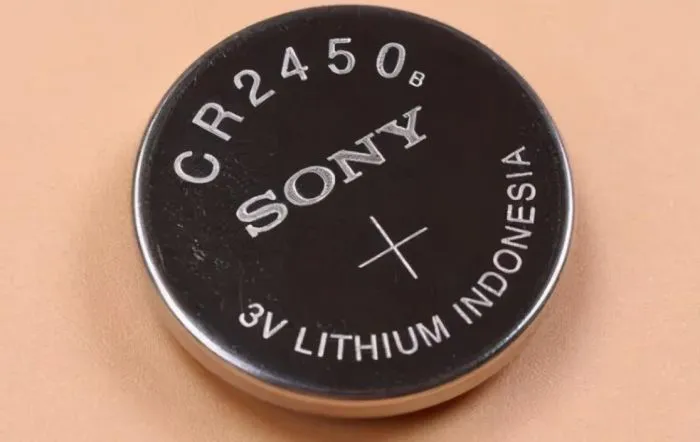 CR2450B
SONY
+
3V LITHIUM INDONESIA